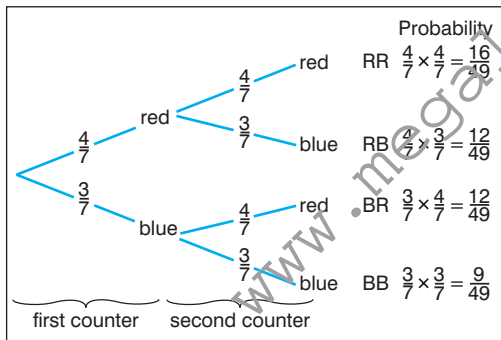 Probability
red RR 4/7 × 4/7 = 16/49
4/7
red
4/7
3/7
blue RB 4/7 × 3/7 = 12/49
3/7
blue
4/7
red BR 3/7 × 4/7 = 12/49
3/7
blue BB 3/7 × 3/7 = 9/49
first counter second counter
www.mega